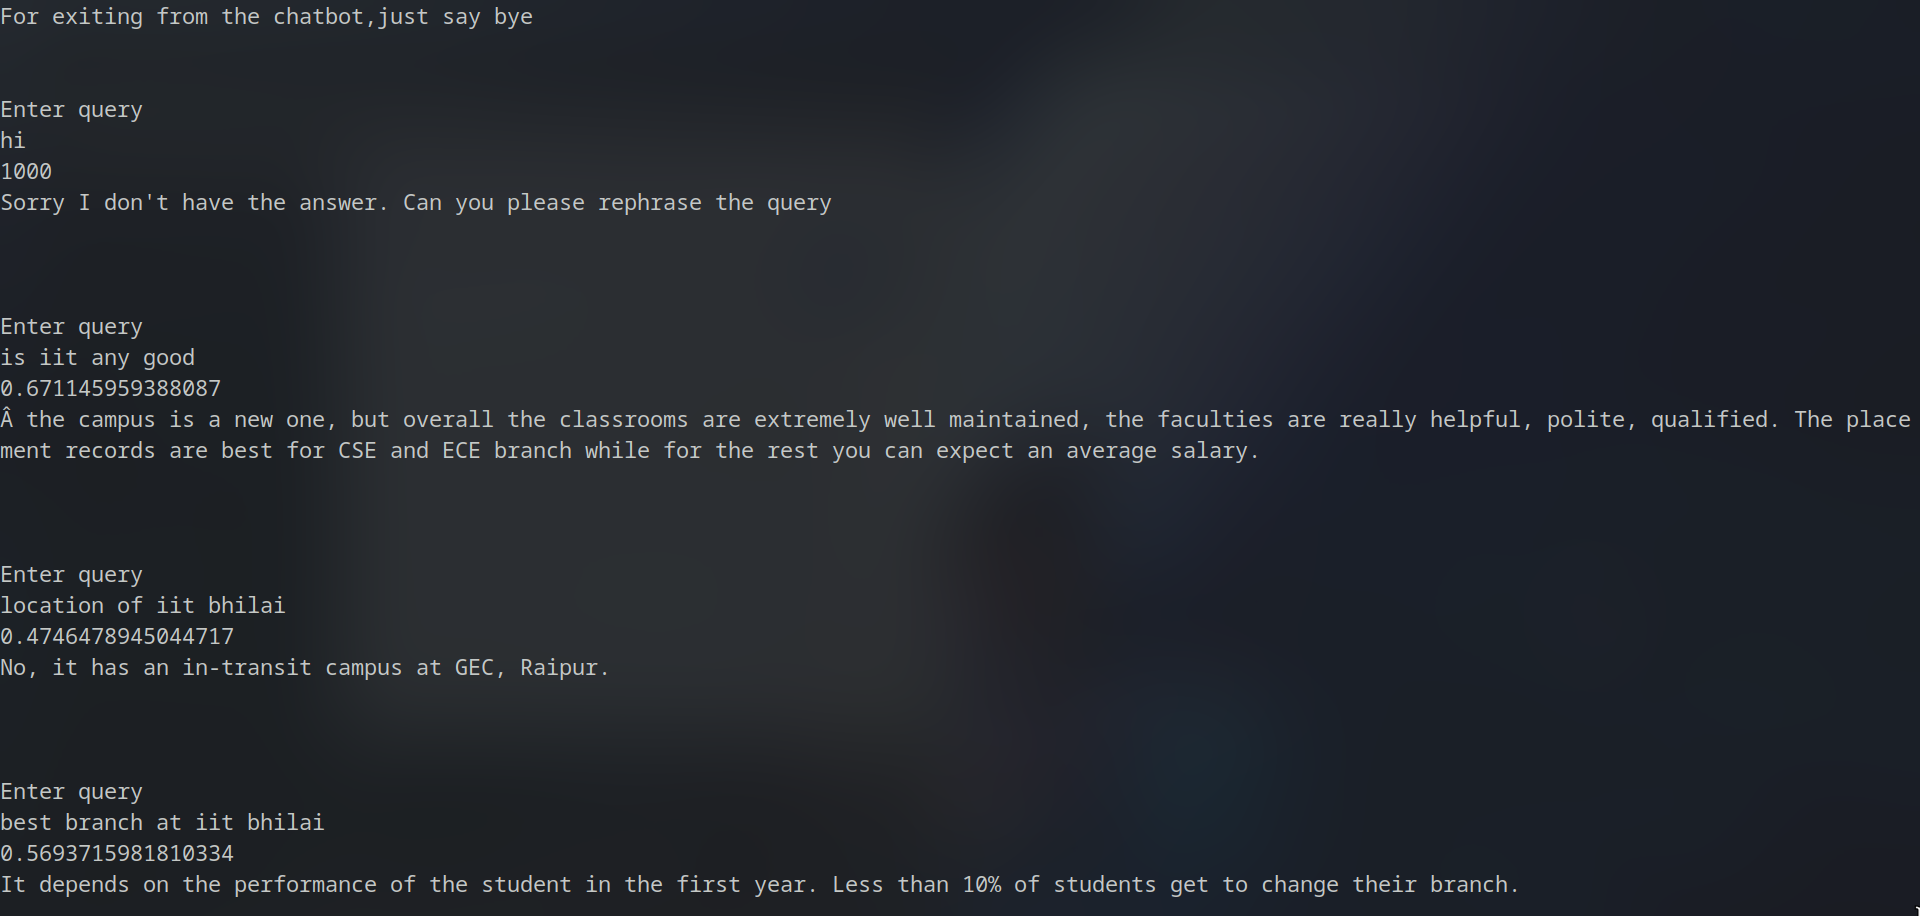 For exiting from the chatbot,just say bye
Enter query
hi
1000
Sorry I don't have the answer. Can you please rephrase the query
Enter query
is iit any good
0.671145959388087
Â the campus is a new one, but overall the classrooms are extremely well maintained, the faculties are really helpful, polite, qualified. The place
ment records are best for CSE and ECE branch while for the rest you can expect an average salary.
Enter query
location of iit bhilai
0.4746478945044717
No, it has an in-transit campus at GEC, Raipur.
Enter query
best branch at iit bhilai
0.5693715981810334
It depends on the performance of the student in the first year. Less than 10% of students get to change their branch.